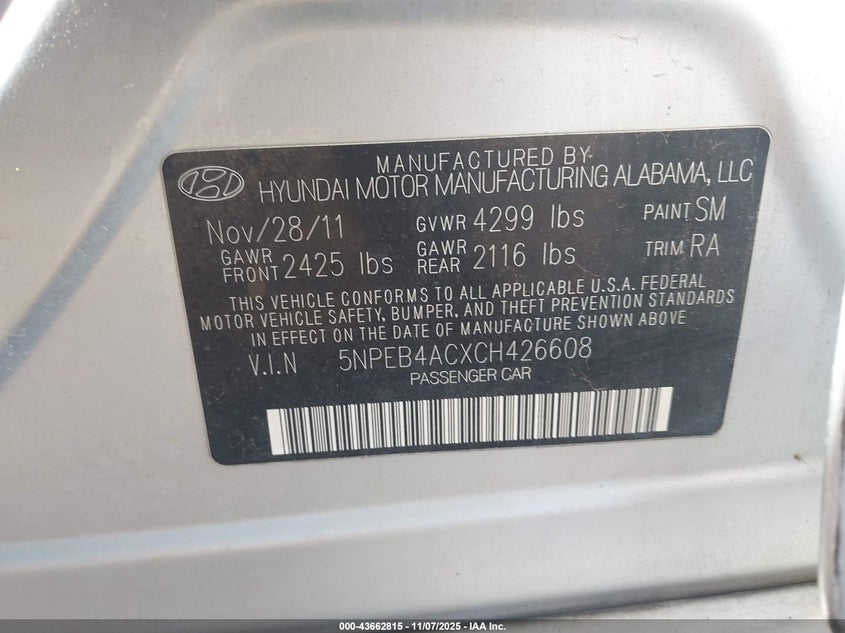 MANUFACTURED BY
HYUNDAI MOTOR MANUFACTURING ALABAMA, LLC
Nov/28/11 GVWR 4299 lbs PAINT SM
GAWR FRONT 2425 lbs GAWR REAR 2116 lbs TRIM RA
THIS VEHICLE CONFORMS TO ALL APPLICABLE U.S.A. FEDERAL
MOTOR VEHICLE SAFETY, BUMPER, AND THEFT PREVENTION STANDARDS
IN EFFECT ON THE DATE OF MANUFACTURE SHOWN ABOVE
V.I.N 5NPEB4ACXCH426608
PASSENGER CAR
000-43662815 - 11/07/2025 - IAA Inc.